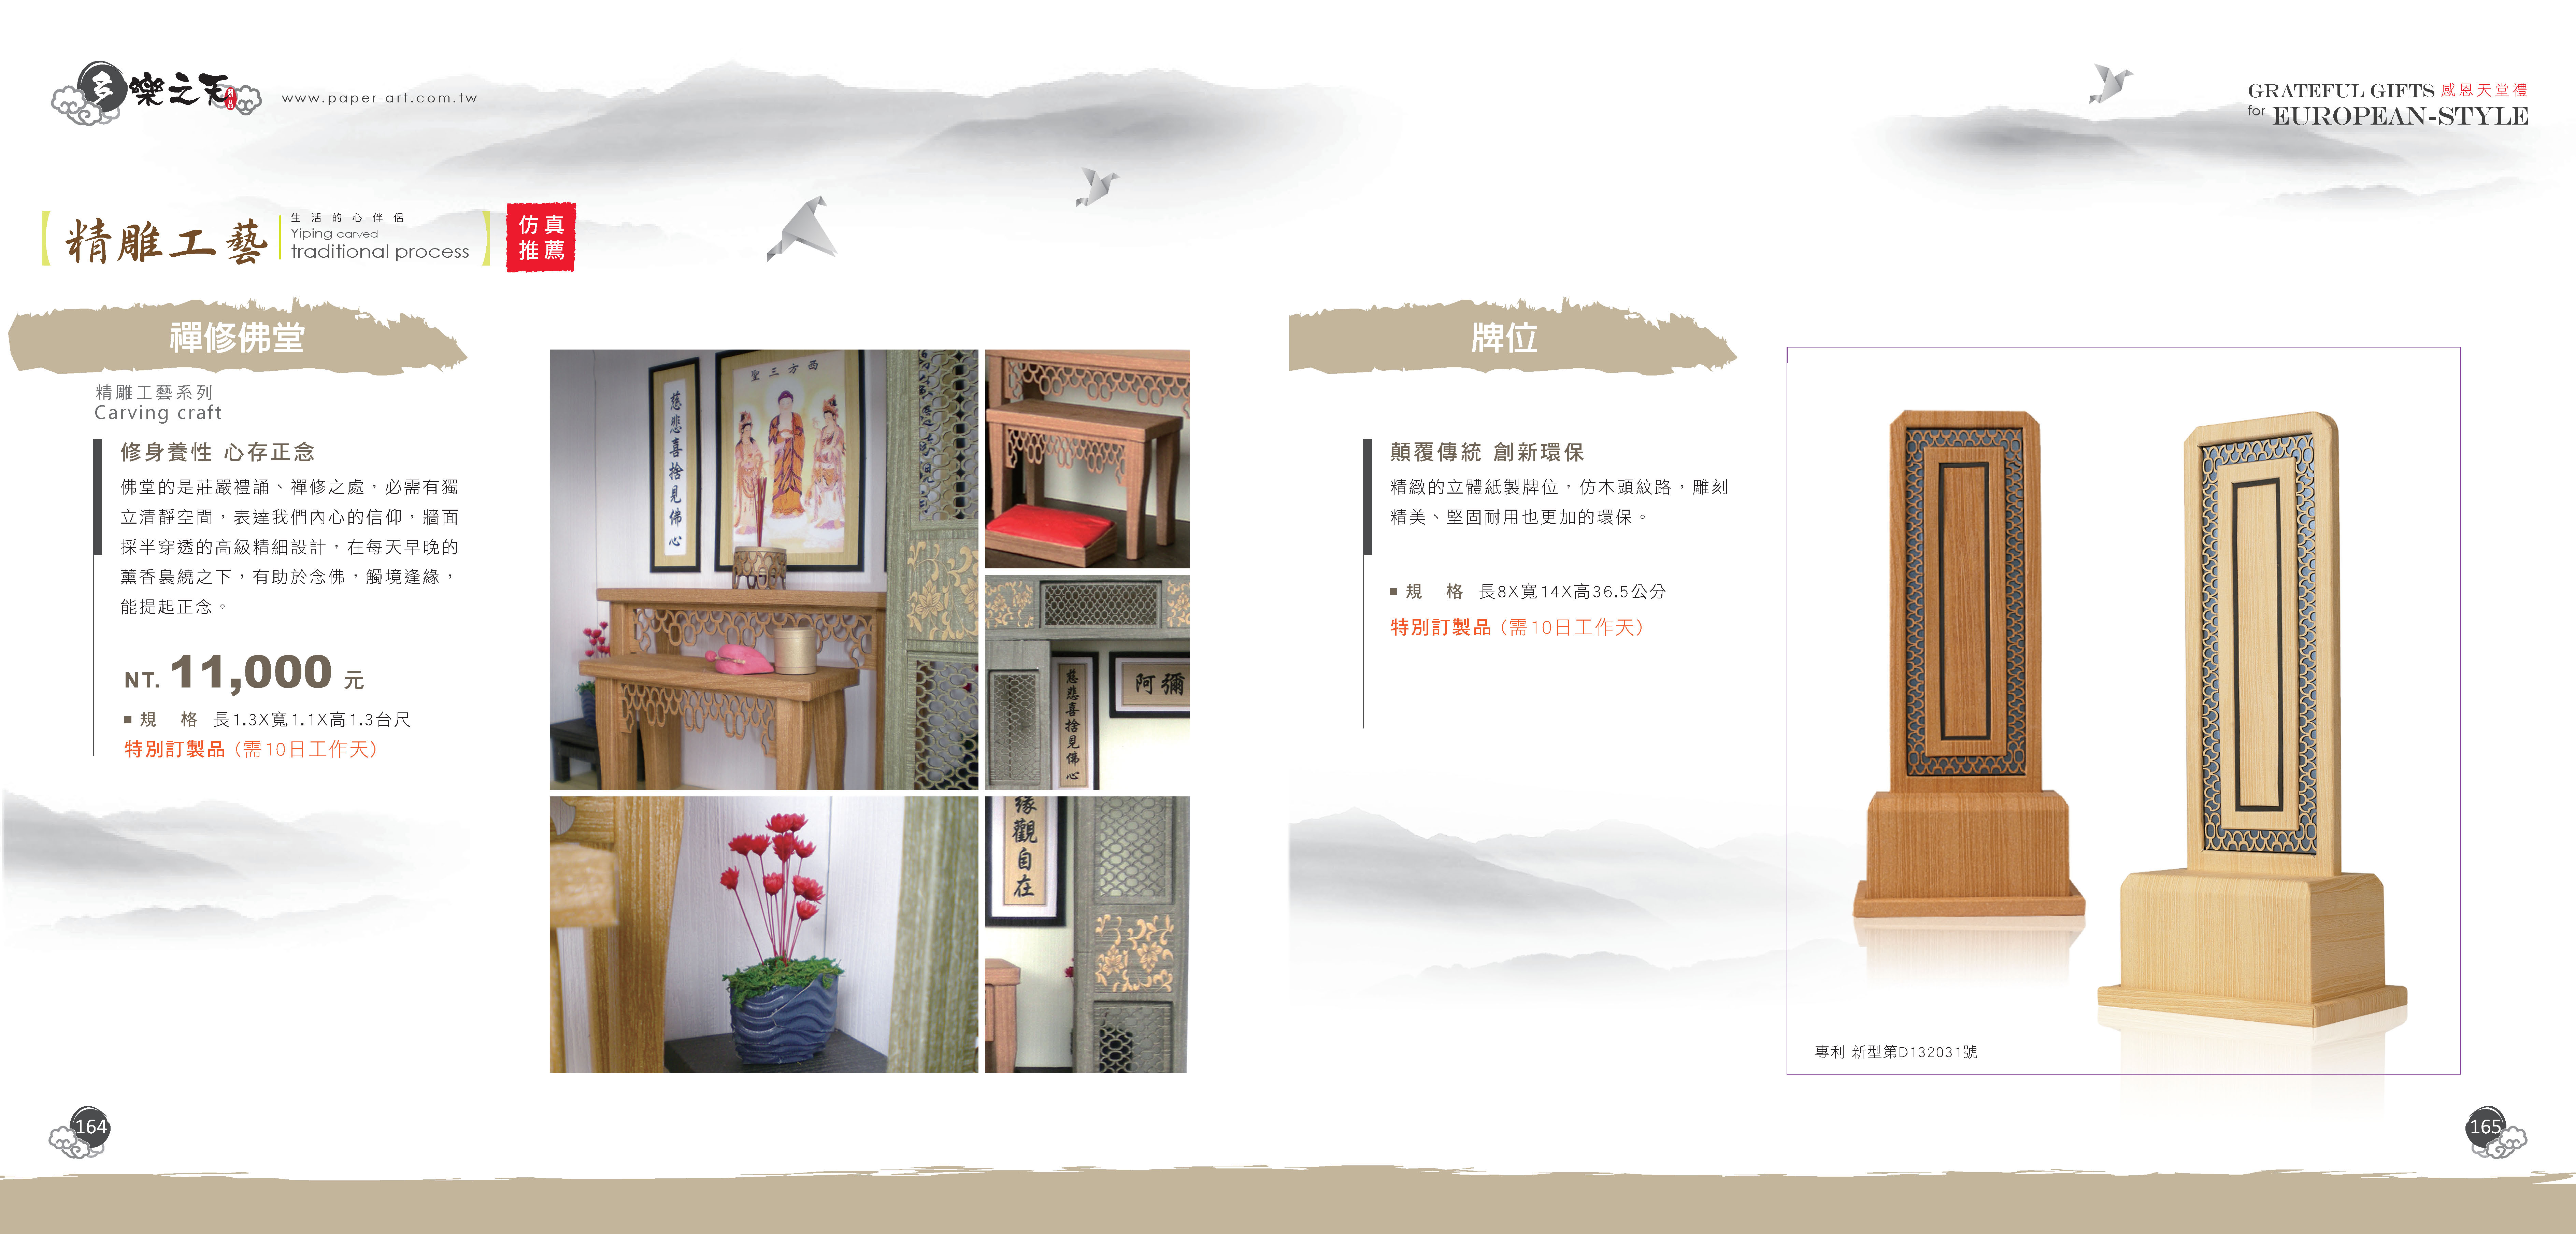 多樂之天
www.paper-art.com.tw
GRATEFUL GIFTS 感恩天堂禮
for EUROPEAN-STYLE
精雕工藝
生活的心伴侶
Yiping carved
traditional process
仿真
推薦
禪修佛堂
精雕工藝系列
Carving craft
修身養性 心存正念
佛堂的是莊嚴禮誦、禪修之處，必需有獨
立清靜空間，表達我們內心的信仰，牆面
採半穿透的高級精細設計，在每天早晚的
薰香裊繞之下，有助於念佛，觸境逢緣，
能提起正念。
NT. 11,000 元
■ 規 格 長1.3X寬1.1X高1.3台尺
特別訂製品 (需10日工作天)
慈悲喜捨見佛心
西方三聖
慈悲喜捨見佛心
阿彌
緣觀自在
牌位
顛覆傳統 創新環保
精緻的立體紙製牌位，仿木頭紋路，雕刻
精美、堅固耐用也更加的環保。
■ 規 格 長8X寬14X高36.5公分
特別訂製品 (需10日工作天)
專利 新型第D132031號
164
165